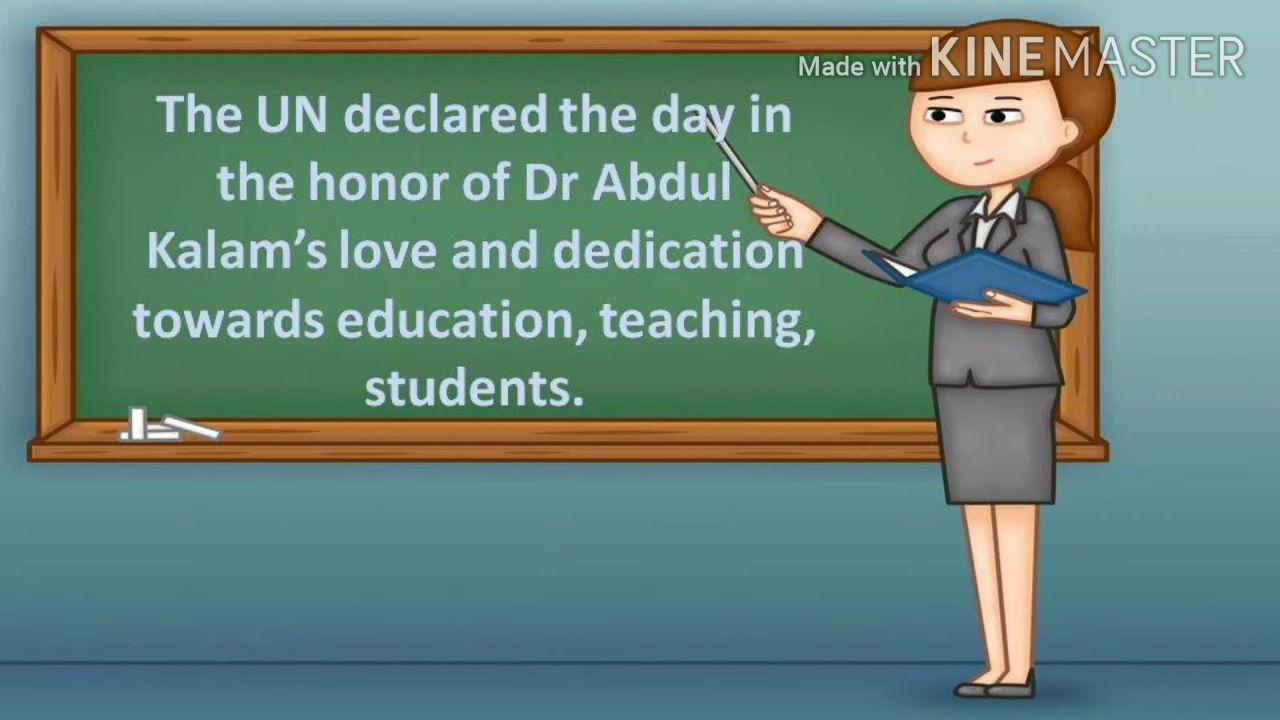 Made with KINEMASTER
The UN declared the day in
the honor of Dr Abdul
Kalam’s love and dedication
towards education, teaching,
students.